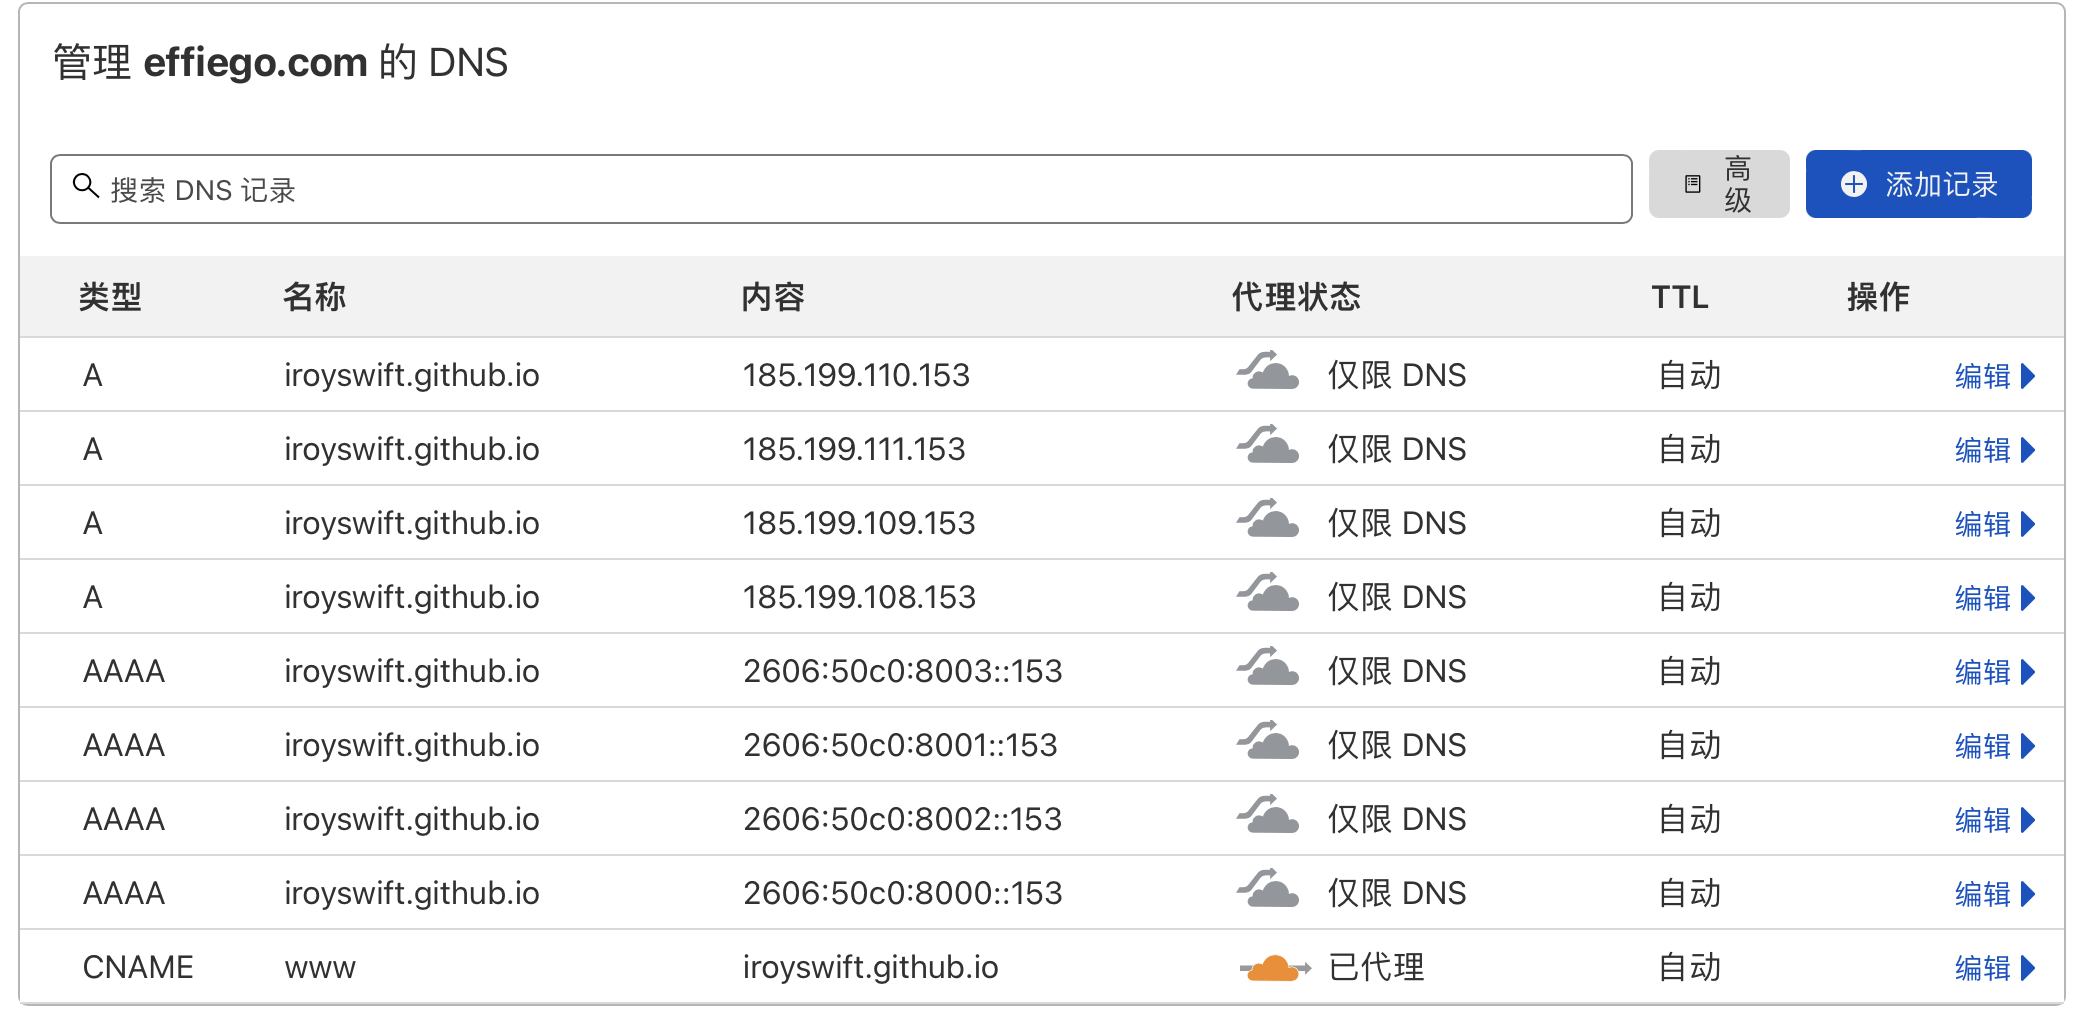 管理 effiego.com 的 DNS
搜索 DNS 记录
高级
添加记录
类型 名称 内容 代理状态 TTL 操作
A iroyswift.github.io 185.199.110.153 仅限 DNS 自动 编辑
A iroyswift.github.io 185.199.111.153 仅限 DNS 自动 编辑
A iroyswift.github.io 185.199.109.153 仅限 DNS 自动 编辑
A iroyswift.github.io 185.199.108.153 仅限 DNS 自动 编辑
AAAA iroyswift.github.io 2606:50c0:8003::153 仅限 DNS 自动 编辑
AAAA iroyswift.github.io 2606:50c0:8001::153 仅限 DNS 自动 编辑
AAAA iroyswift.github.io 2606:50c0:8002::153 仅限 DNS 自动 编辑
AAAA iroyswift.github.io 2606:50c0:8000::153 仅限 DNS 自动 编辑
CNAME www iroyswift.github.io 已代理 自动 编辑